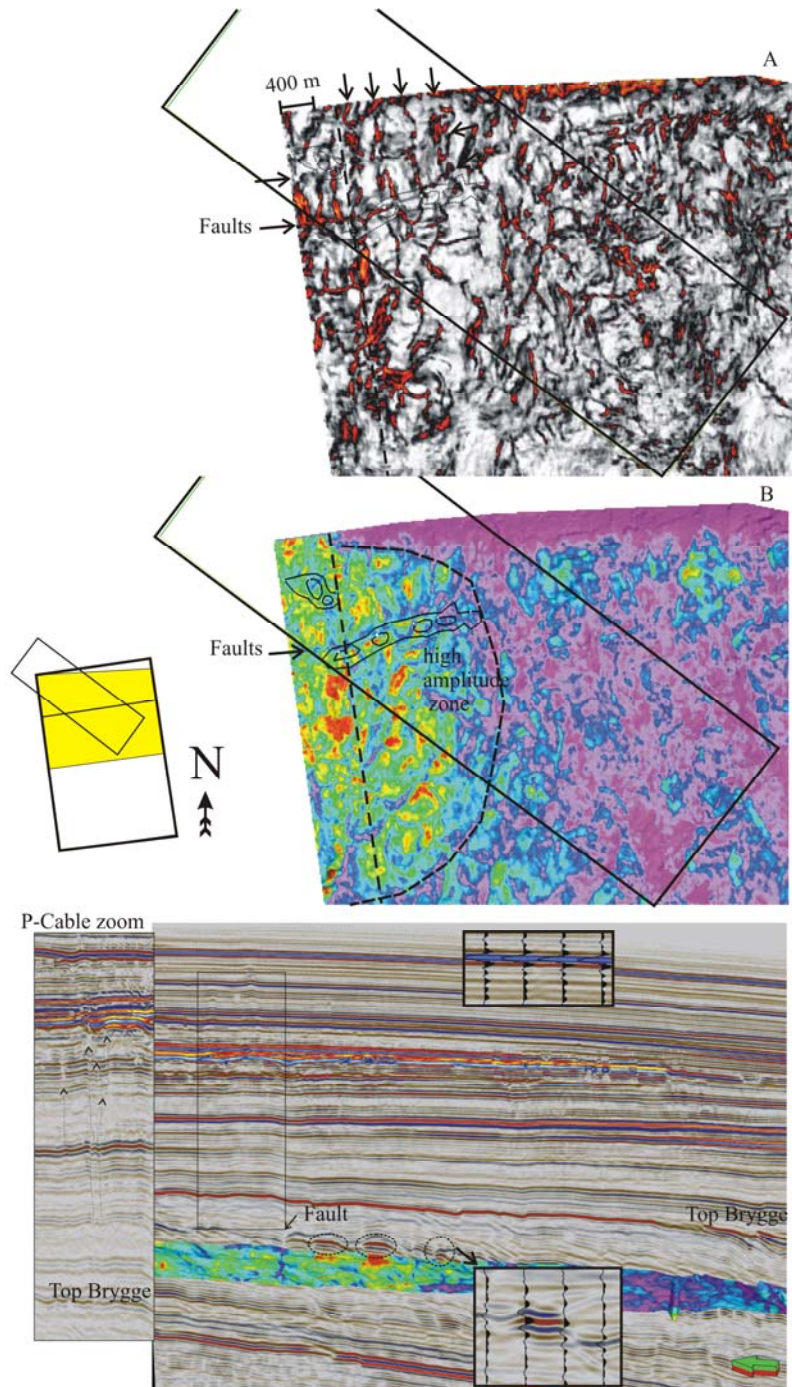 A
400 m
Faults
B
Faults
high
amplitude
zone
N
P-Cable zoom
Fault
Top Brygge
Top Brygge